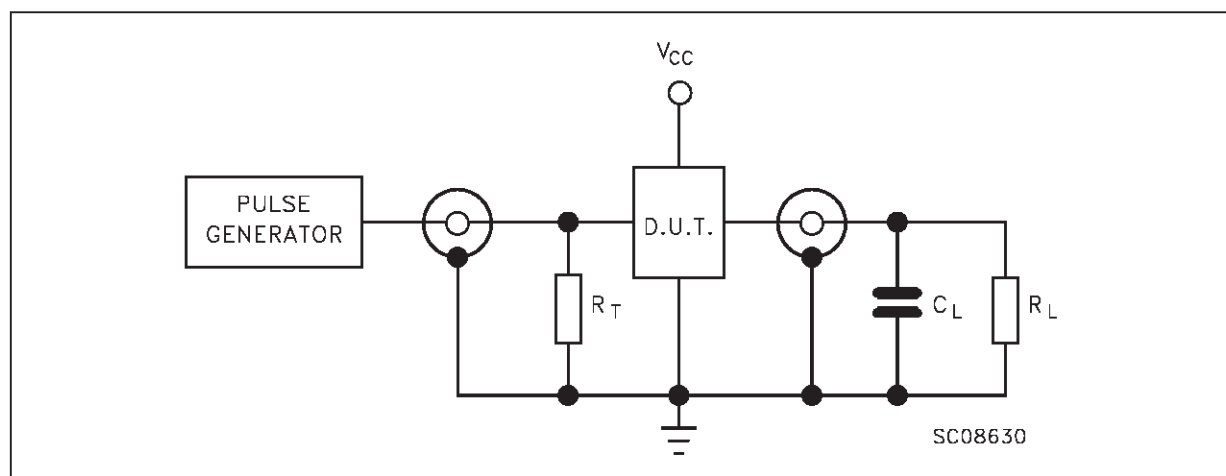 VCC
PULSE
GENERATOR
D.U.T.
RT
CL
RL
SC08630